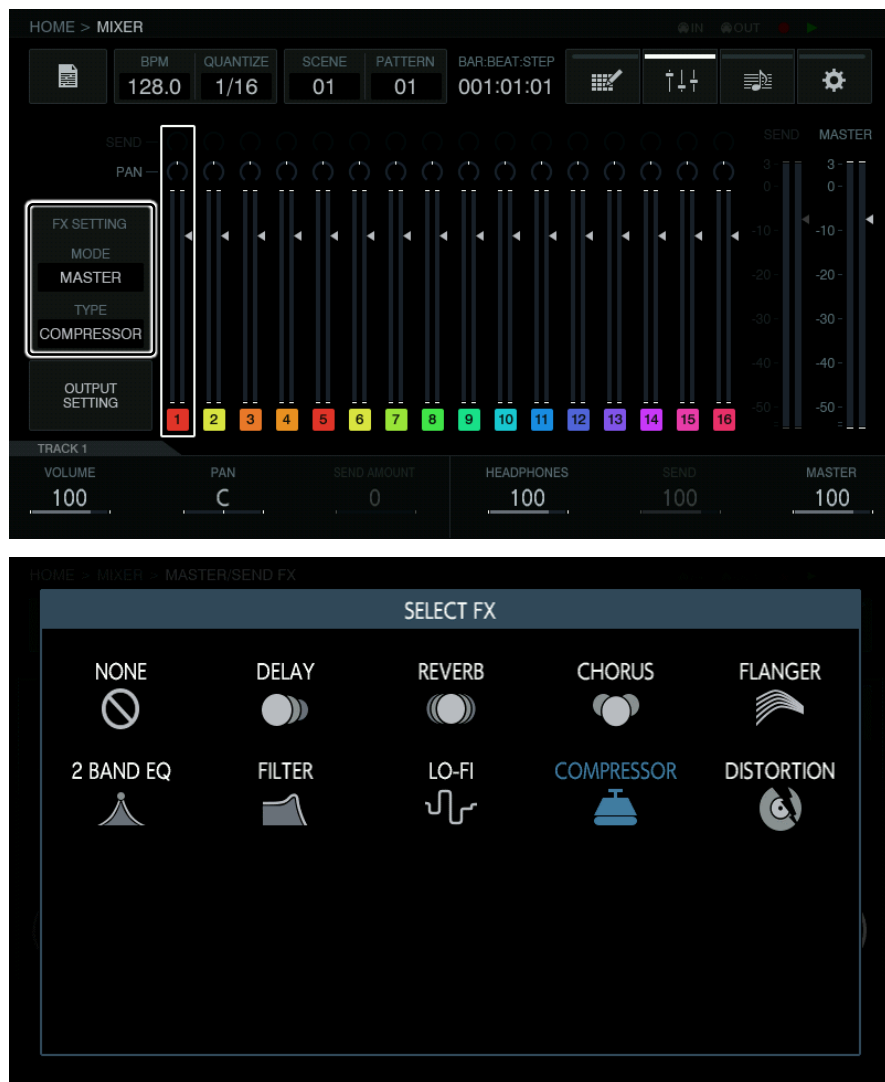 HOME > MIXER
IN OUT
BPM QUANTIZE SCENE PATTERN BAR:BEAT:STEP
128.0 1/16 01 01 001:01:01
SEND SEND MASTER
PAN 3 3
0 0
FX SETTING
-10 -10
MODE
MASTER -20 -20
TYPE
-30 -30
COMPRESSOR
-40 -40
OUTPUT
SETTING
-50 -50
1 2 3 4 5 6 7 8 9 10 11 12 13 14 15 16
TRACK 1
VOLUME PAN SEND AMOUNT HEADPHONES SEND MASTER
100 C 0 100 100 100
HOME > MIXER > MASTER/SEND FX
SELECT FX
NONE DELAY REVERB CHORUS FLANGER
2 BAND EQ FILTER LO-FI COMPRESSOR DISTORTION